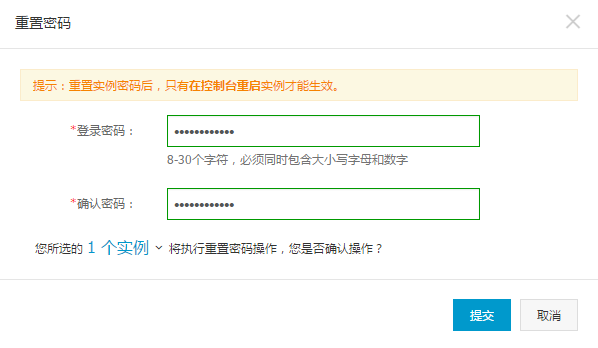 重置密码
提示：重置实例密码后，只有在控制台重启实例才能生效。
*登录密码： ••••••••••••
8-30个字符，必须同时包含大小写字母和数字
*确认密码： ••••••••••••
您所选的 1 个实例 将执行重置密码操作，您是否确认操作？
提交 取消